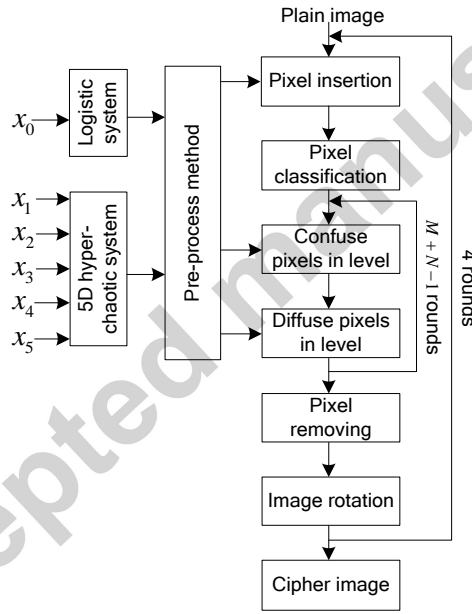 Plain image
Pixel insertion
x0
Logistic
system
Pre-process method
Pixel
classification
x1
x2
x3
x4
x5
5D hyper-
chaotic system
Confuse
pixels in level
Diffuse pixels
in level
M + N − 1 rounds
4 rounds
Pixel
removing
Image rotation
Cipher image
epted manus